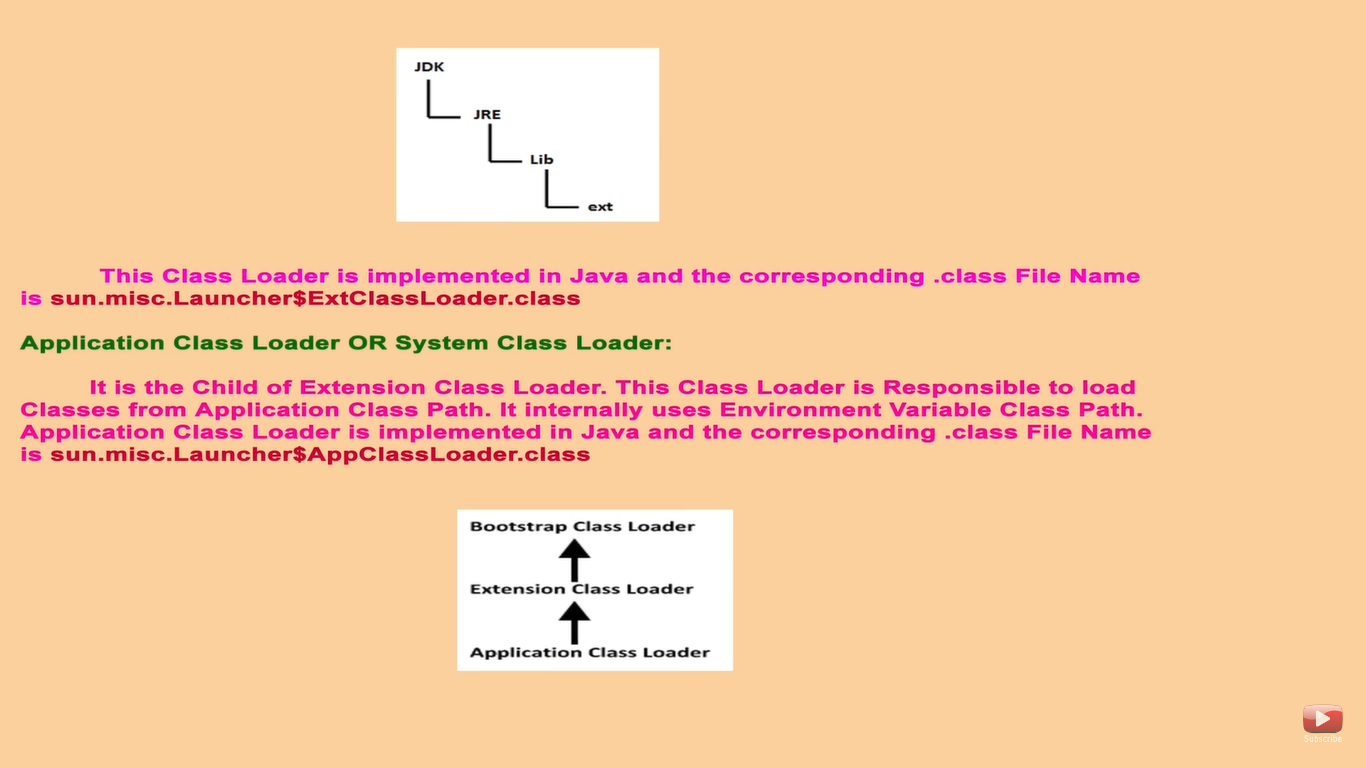 JDK
JRE
Lib
ext
This Class Loader is implemented in Java and the corresponding .class File Name
is sun.misc.Launcher$ExtClassLoader.class
Application Class Loader OR System Class Loader:
It is the Child of Extension Class Loader. This Class Loader is Responsible to load
Classes from Application Class Path. It internally uses Environment Variable Class Path.
Application Class Loader is implemented in Java and the corresponding .class File Name
is sun.misc.Launcher$AppClassLoader.class
Bootstrap Class Loader
Extension Class Loader
Application Class Loader
Subscribe